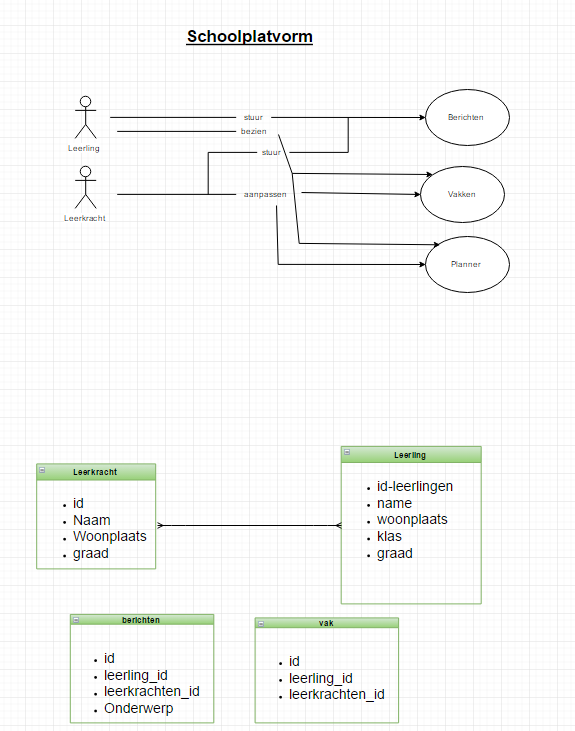 Schoolplatvorm
stuur
Berichten
bezien
Leerling
stuur
aanpassen
Vakken
Leerkracht
Planner
Leerkracht
id
Naam
Woonplaats
graad
Leerling
id-leerlingen
name
woonplaats
klas
graad
berichten
id
leerling_id
leerkrachten_id
Onderwerp
vak
id
leerling_id
leerkrachten_id